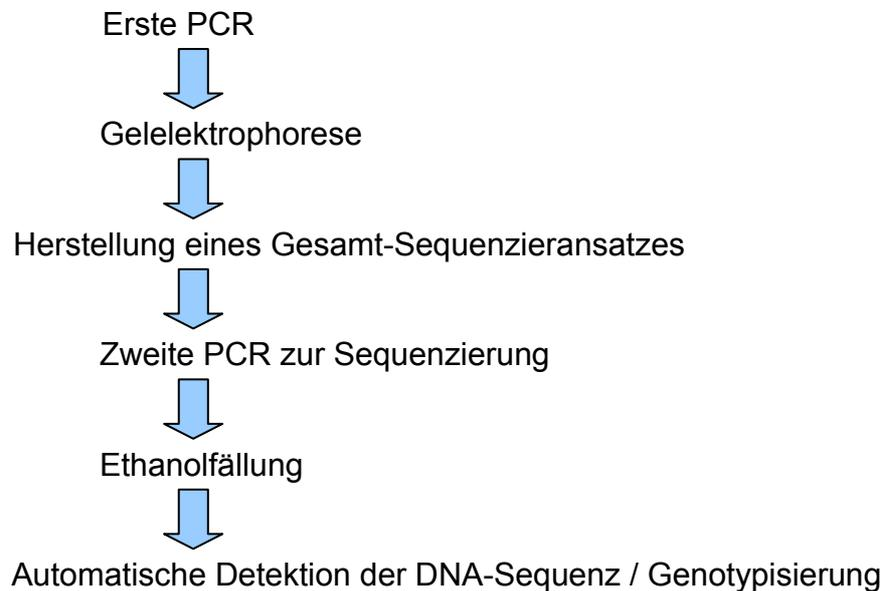 Erste PCR
Gelelektrophorese
Herstellung eines Gesamt-Sequenzieransatzes
Zweite PCR zur Sequenzierung
Ethanolfällung
Automatische Detektion der DNA-Sequenz / Genotypisierung